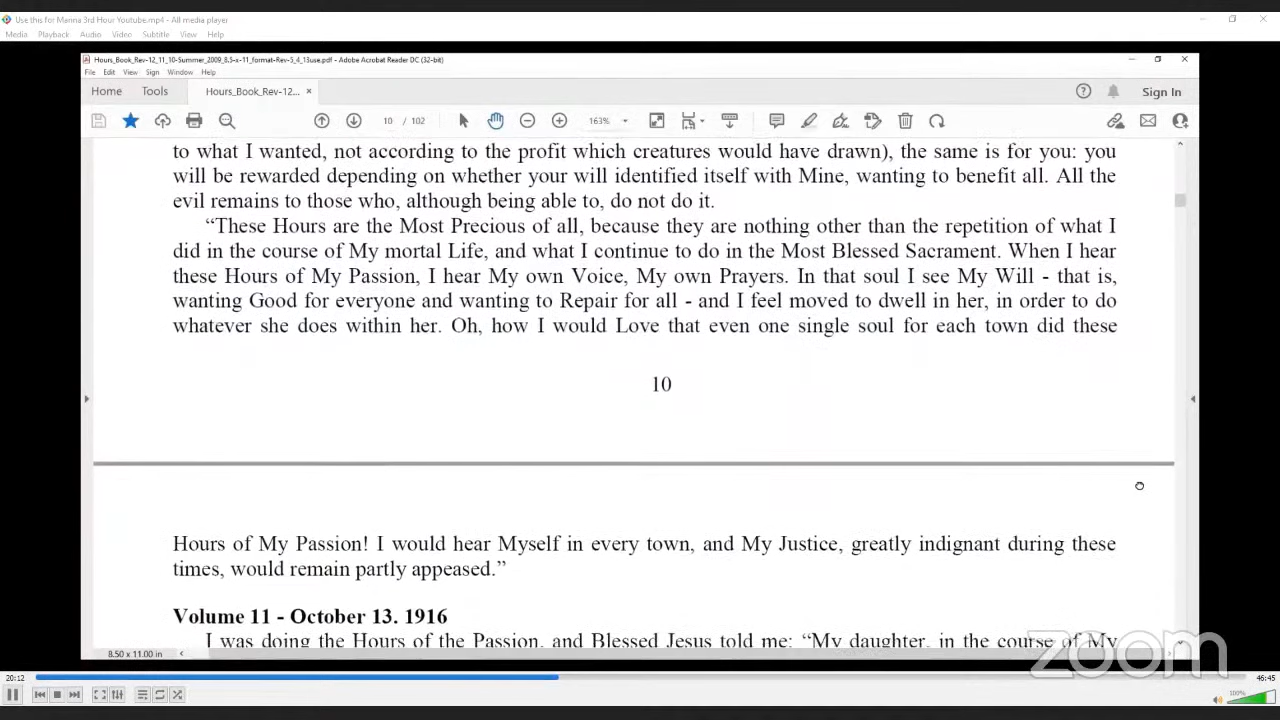 Use this for Marina 3rd Hour Youtube.mp4 - All media player
Media Playback Audio Video Subtitle View Help
Hours_Book_Rev-12_11_10-Summer_2009_8.5-x-11_format-Rev-5_4_13use.pdf - Adobe Acrobat Reader DC (32-bit)
File Edit View Sign Window Help
Home Tools Hours_Book_Rev-12... × Sign In
10 / 102 163%
to what I wanted, not according to the profit which creatures would have drawn), the same is for you: you
will be rewarded depending on whether your will identified itself with Mine, wanting to benefit all. All the
evil remains to those who, although being able to, do not do it.
“These Hours are the Most Precious of all, because they are nothing other than the repetition of what I
did in the course of My mortal Life, and what I continue to do in the Most Blessed Sacrament. When I hear
these Hours of My Passion, I hear My own Voice, My own Prayers. In that soul I see My Will - that is,
wanting Good for everyone and wanting to Repair for all - and I feel moved to dwell in her, in order to do
whatever she does within her. Oh, how I would Love that even one single soul for each town did these
10
Hours of My Passion! I would hear Myself in every town, and My Justice, greatly indignant during these
times, would remain partly appeased.”
Volume 11 - October 13. 1916
I was doing the Hours of the Passion, and Blessed Jesus told me: “My daughter, in the course of My
8.50 x 11.00 in
zoom
20:12 46:45
100%